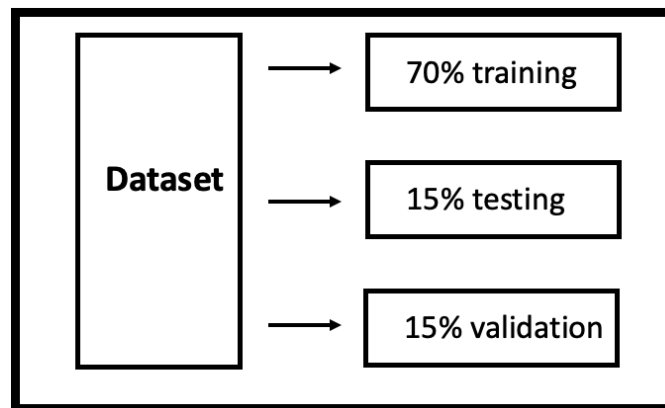 Dataset
70% training
15% testing
15% validation